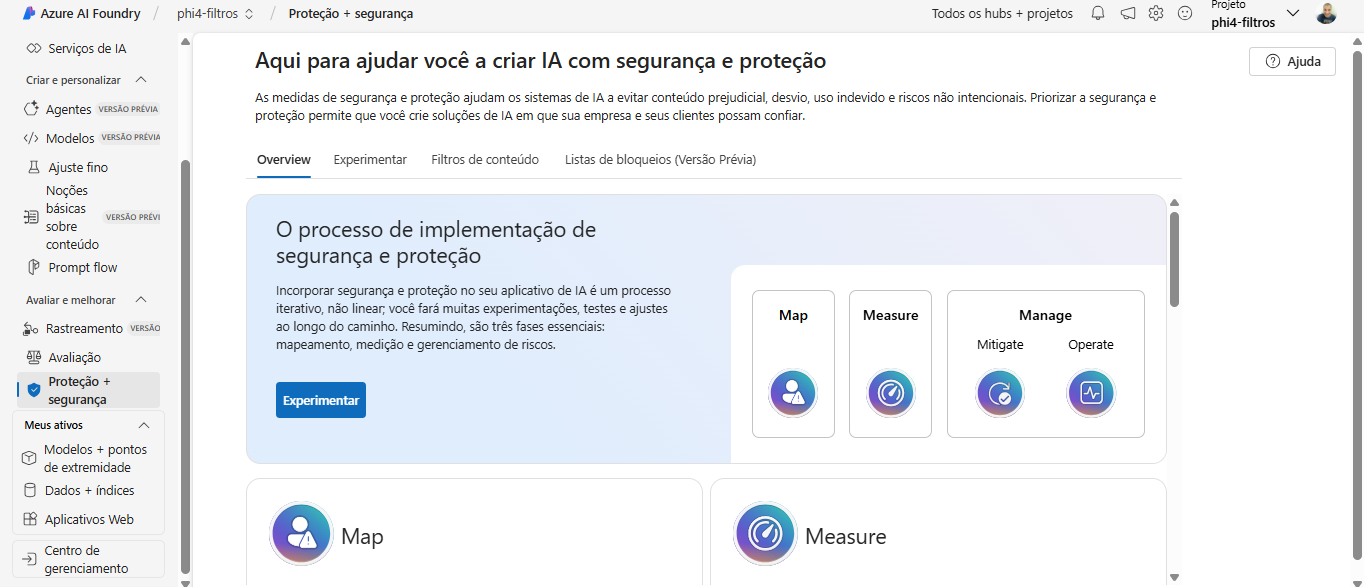 Azure AI Foundry / phi4-filtros / Proteção + segurança
Todos os hubs + projetos
Projeto
phi4-filtros
Serviços de IA
Criar e personalizar
Agentes VERSÃO PRÉVIA
Modelos VERSÃO PRÉVIA
Ajuste fino
Noções
básicas
sobre
conteúdo
VERSÃO PRÉVI
Prompt flow
Avaliar e melhorar
Rastreamento VERSÃO
Avaliação
Proteção +
segurança
Meus ativos
Modelos + pontos
de extremidade
Dados + índices
Aplicativos Web
Centro de
gerenciamento
Aqui para ajudar você a criar IA com segurança e proteção
Ajuda
As medidas de segurança e proteção ajudam os sistemas de IA a evitar conteúdo prejudicial, desvio, uso indevido e riscos não intencionais. Priorizar a segurança e
proteção permite que você crie soluções de IA em que sua empresa e seus clientes possam confiar.
Overview Experimentar Filtros de conteúdo Listas de bloqueios (Versão Prévia)
O processo de implementação de
segurança e proteção
Incorporar segurança e proteção no seu aplicativo de IA é um processo
iterativo, não linear; você fará muitas experimentações, testes e ajustes
ao longo do caminho. Resumindo, são três fases essenciais:
mapeamento, medição e gerenciamento de riscos.
Experimentar
Map
Measure
Manage
Mitigate Operate
Map
Measure